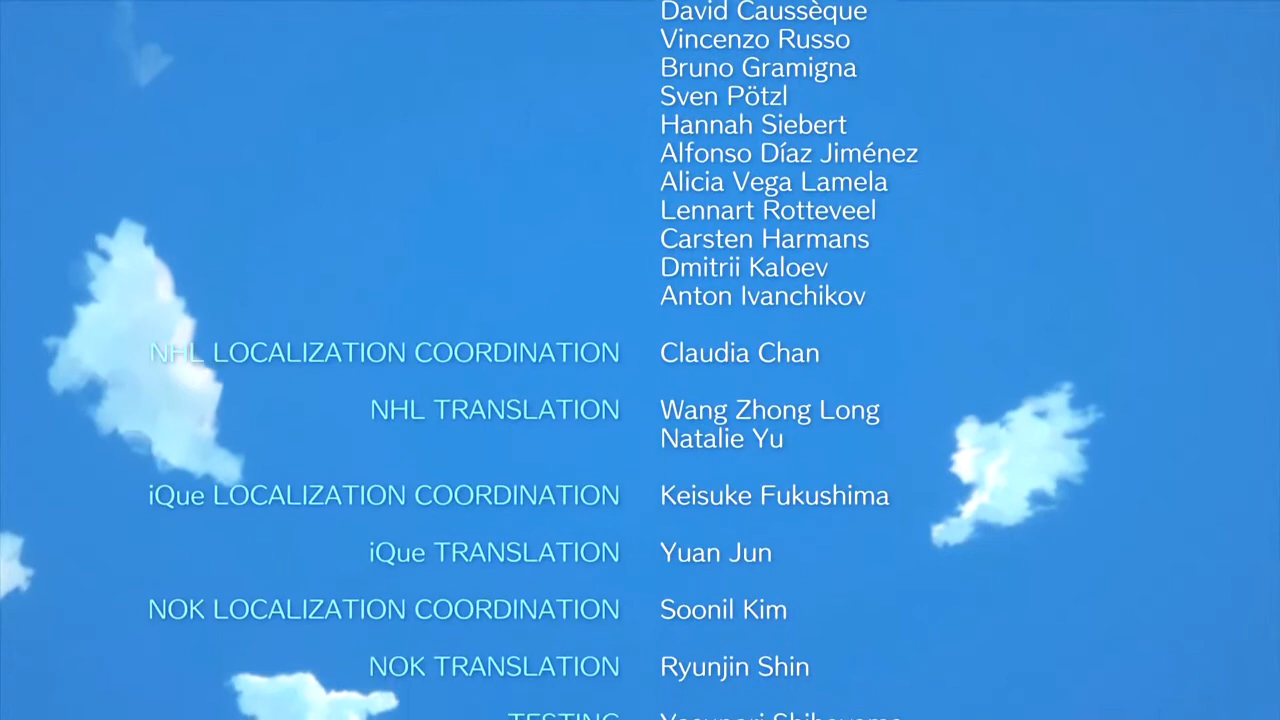 David Caussèque
Vincenzo Russo
Bruno Gramigna
Sven Pötzl
Hannah Siebert
Alfonso Díaz Jiménez
Alicia Vega Lamela
Lennart Rotteveel
Carsten Harmans
Dmitrii Kaloev
Anton Ivanchikov
NHL LOCALIZATION COORDINATION Claudia Chan
NHL TRANSLATION Wang Zhong Long
Natalie Yu
iQue LOCALIZATION COORDINATION Keisuke Fukushima
iQue TRANSLATION Yuan Jun
NOK LOCALIZATION COORDINATION Soonil Kim
NOK TRANSLATION Ryunjin Shin
TESTING